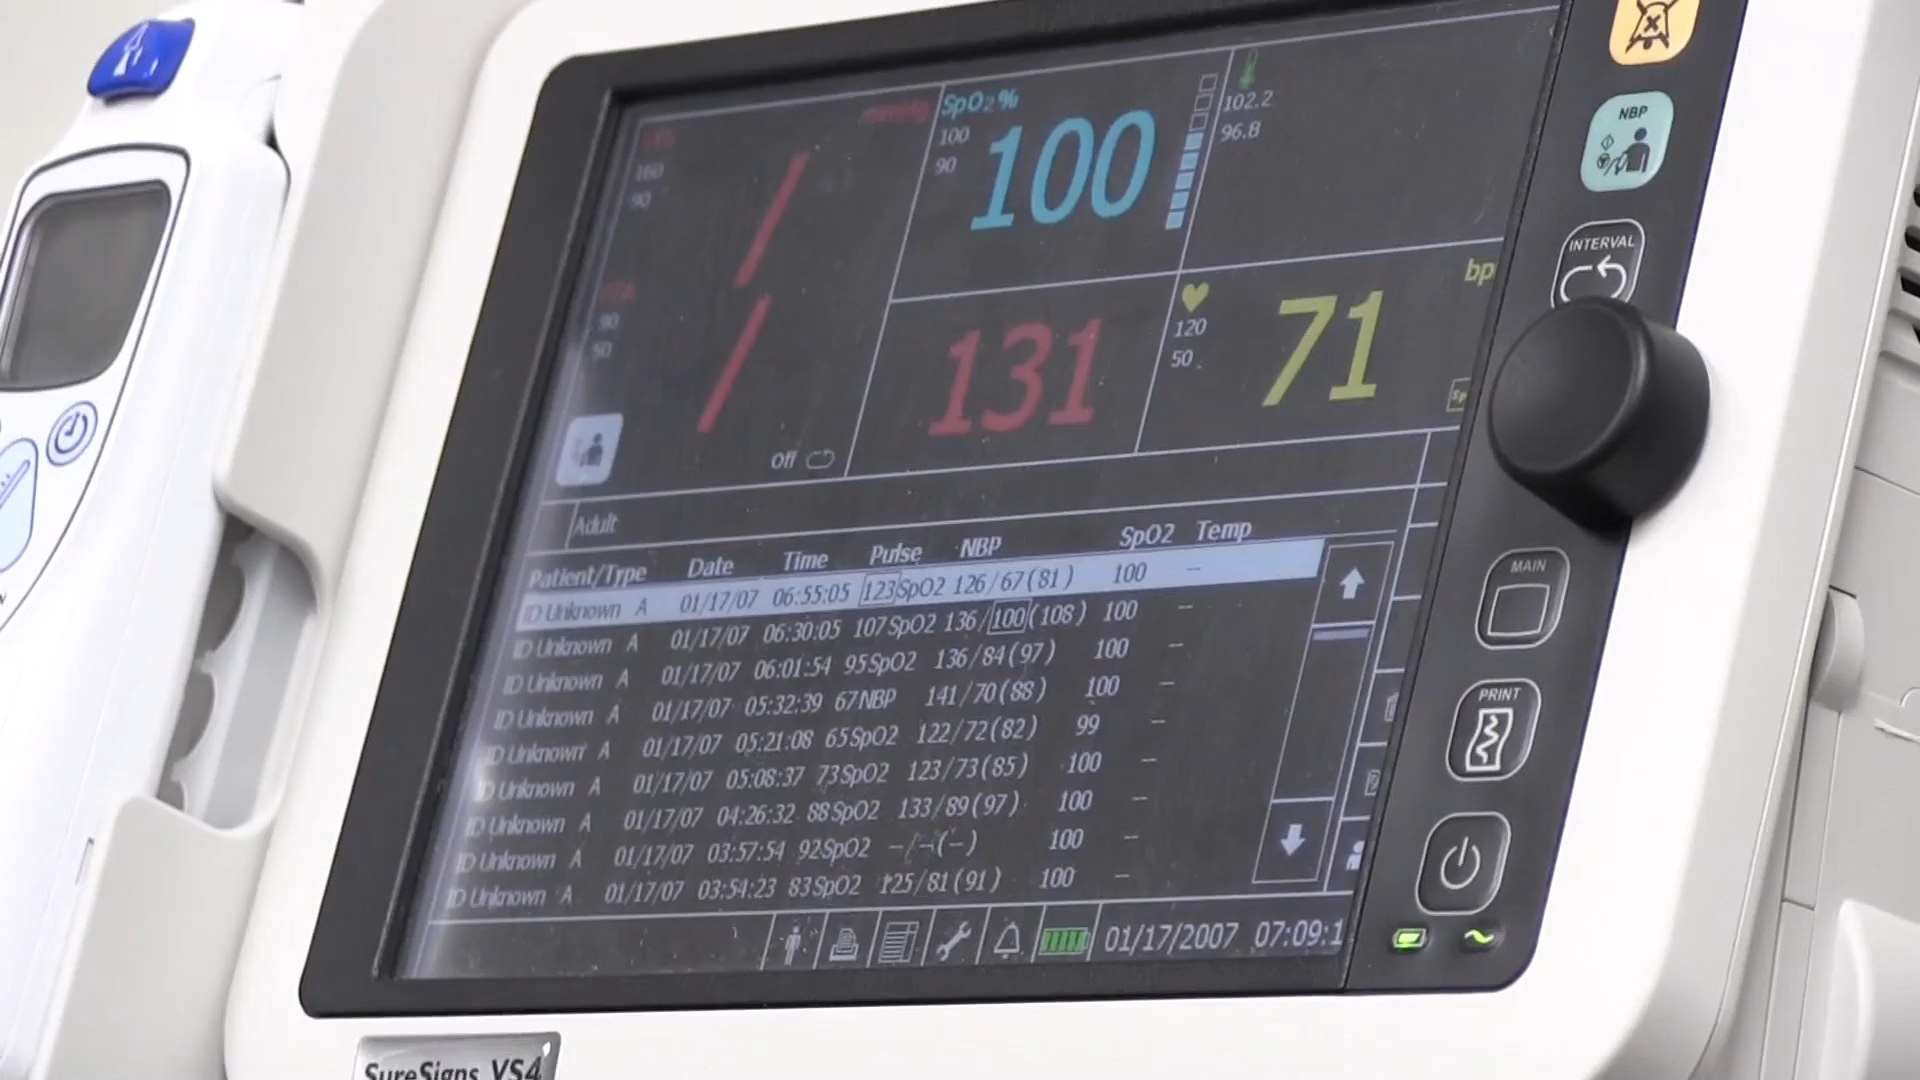 mmHg
160
90
90
50
Off
SpO2%
100
90
100
102.2
96.8
131
120
50
71
bp
Sp
Adult
Patient/Type Date Time Pulse NBP SpO2 Temp
ID Unknown A 01/17/07 06:55:05 123 SpO2 126/67(81) 100 --
ID Unknown A 01/17/07 06:30:05 107 SpO2 136/100(108) 100 --
ID Unknown A 01/17/07 06:01:54 95 SpO2 136/84(97) 100 --
ID Unknown A 01/17/07 05:32:39 67 NBP 141/70(88) 100 --
ID Unknown A 01/17/07 05:21:08 65 SpO2 122/72(82) 99 --
ID Unknown A 01/17/07 05:08:37 73 SpO2 123/73(85) 100 --
ID Unknown A 01/17/07 04:26:32 88 SpO2 133/89(97) 100 --
ID Unknown A 01/17/07 03:57:54 92 SpO2 -/-(-) 100 --
ID Unknown A 01/17/07 03:54:23 83 SpO2 125/81(91) 100 --
01/17/2007 07:09:1
NBP
INTERVAL
MAIN
PRINT
SureSigns VS4